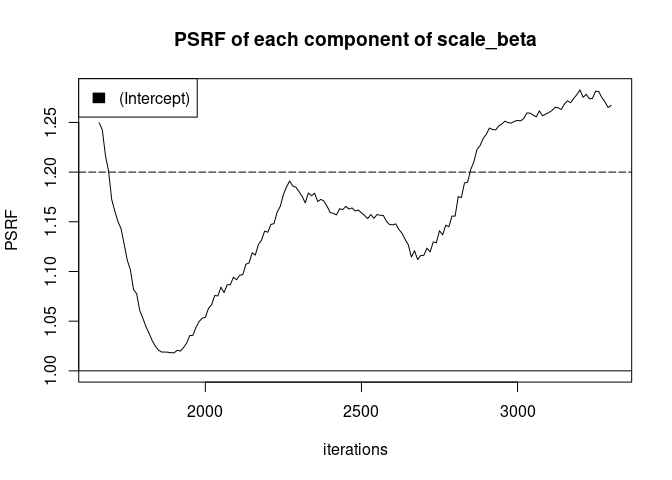 PSRF of each component of scale_beta
(Intercept)
PSRF
1.25
1.20
1.15
1.10
1.05
1.00
2000 2500 3000
iterations